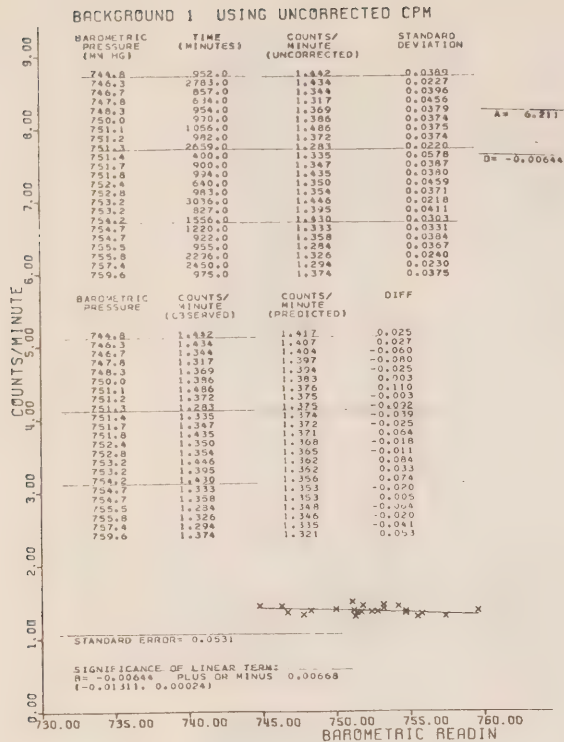 BACKGROUND 1 USING UNCORRECTED CPM
BAROMETRIC TIME COUNTS/ STANDARD
PRESSURE (MINUTES) MINUTE DEVIATION
(MM HG) (UNCORRECTED)
744.8 952.0 1.442 0.0389
746.3 2783.0 1.434 0.0227
746.7 857.0 1.344 0.0396
747.8 634.0 1.317 0.0456
748.3 954.0 1.369 0.0379
750.0 990.0 1.386 0.0374
751.1 1056.0 1.486 0.0375
751.2 982.0 1.372 0.0374
751.3 2659.0 1.283 0.0220
751.4 400.0 1.335 0.0578
751.7 900.0 1.347 0.0387
751.8 994.0 1.435 0.0380
752.4 640.0 1.350 0.0459
752.8 983.0 1.354 0.0371
753.2 3036.0 1.446 0.0218
753.2 827.0 1.395 0.0411
754.2 1556.0 1.430 0.0303
754.7 1220.0 1.333 0.0331
754.7 922.0 1.358 0.0384
755.5 955.0 1.284 0.0367
755.8 2296.0 1.326 0.0240
757.4 2450.0 1.294 0.0230
759.6 975.0 1.374 0.0375
A= 6.211
B= -0.00644
BAROMETRIC COUNTS/ COUNTS/ DIFF
PRESSURE MINUTE MINUTE
(OBSERVED) (PREDICTED)
744.8 1.442 1.417 0.025
746.3 1.434 1.407 0.027
746.7 1.344 1.404 -0.060
747.8 1.317 1.397 -0.080
748.3 1.369 1.394 -0.025
750.0 1.386 1.383 0.003
751.1 1.486 1.376 0.110
751.2 1.372 1.375 -0.003
751.3 1.283 1.375 -0.092
751.4 1.335 1.374 -0.039
751.7 1.347 1.372 -0.025
751.8 1.435 1.371 0.064
752.4 1.350 1.368 -0.018
752.8 1.354 1.365 -0.011
753.2 1.446 1.362 0.084
753.2 1.395 1.362 0.033
754.2 1.430 1.356 0.074
754.7 1.333 1.353 -0.020
754.7 1.358 1.353 0.005
755.5 1.284 1.348 -0.064
755.8 1.326 1.346 -0.020
757.4 1.294 1.335 -0.041
759.6 1.374 1.321 0.053
STANDARD ERROR= 0.0531
SIGNIFICANCE OF LINEAR TERM:
B= -0.00644 PLUS OR MINUS 0.00668
(-0.01311, 0.00024)
COUNTS/MINUTE
9.00
8.00
7.00
6.00
5.00
4.00
3.00
2.00
1.00
0.00
730.00 735.00 740.00 745.00 750.00 755.00 760.00
BAROMETRIC READIN